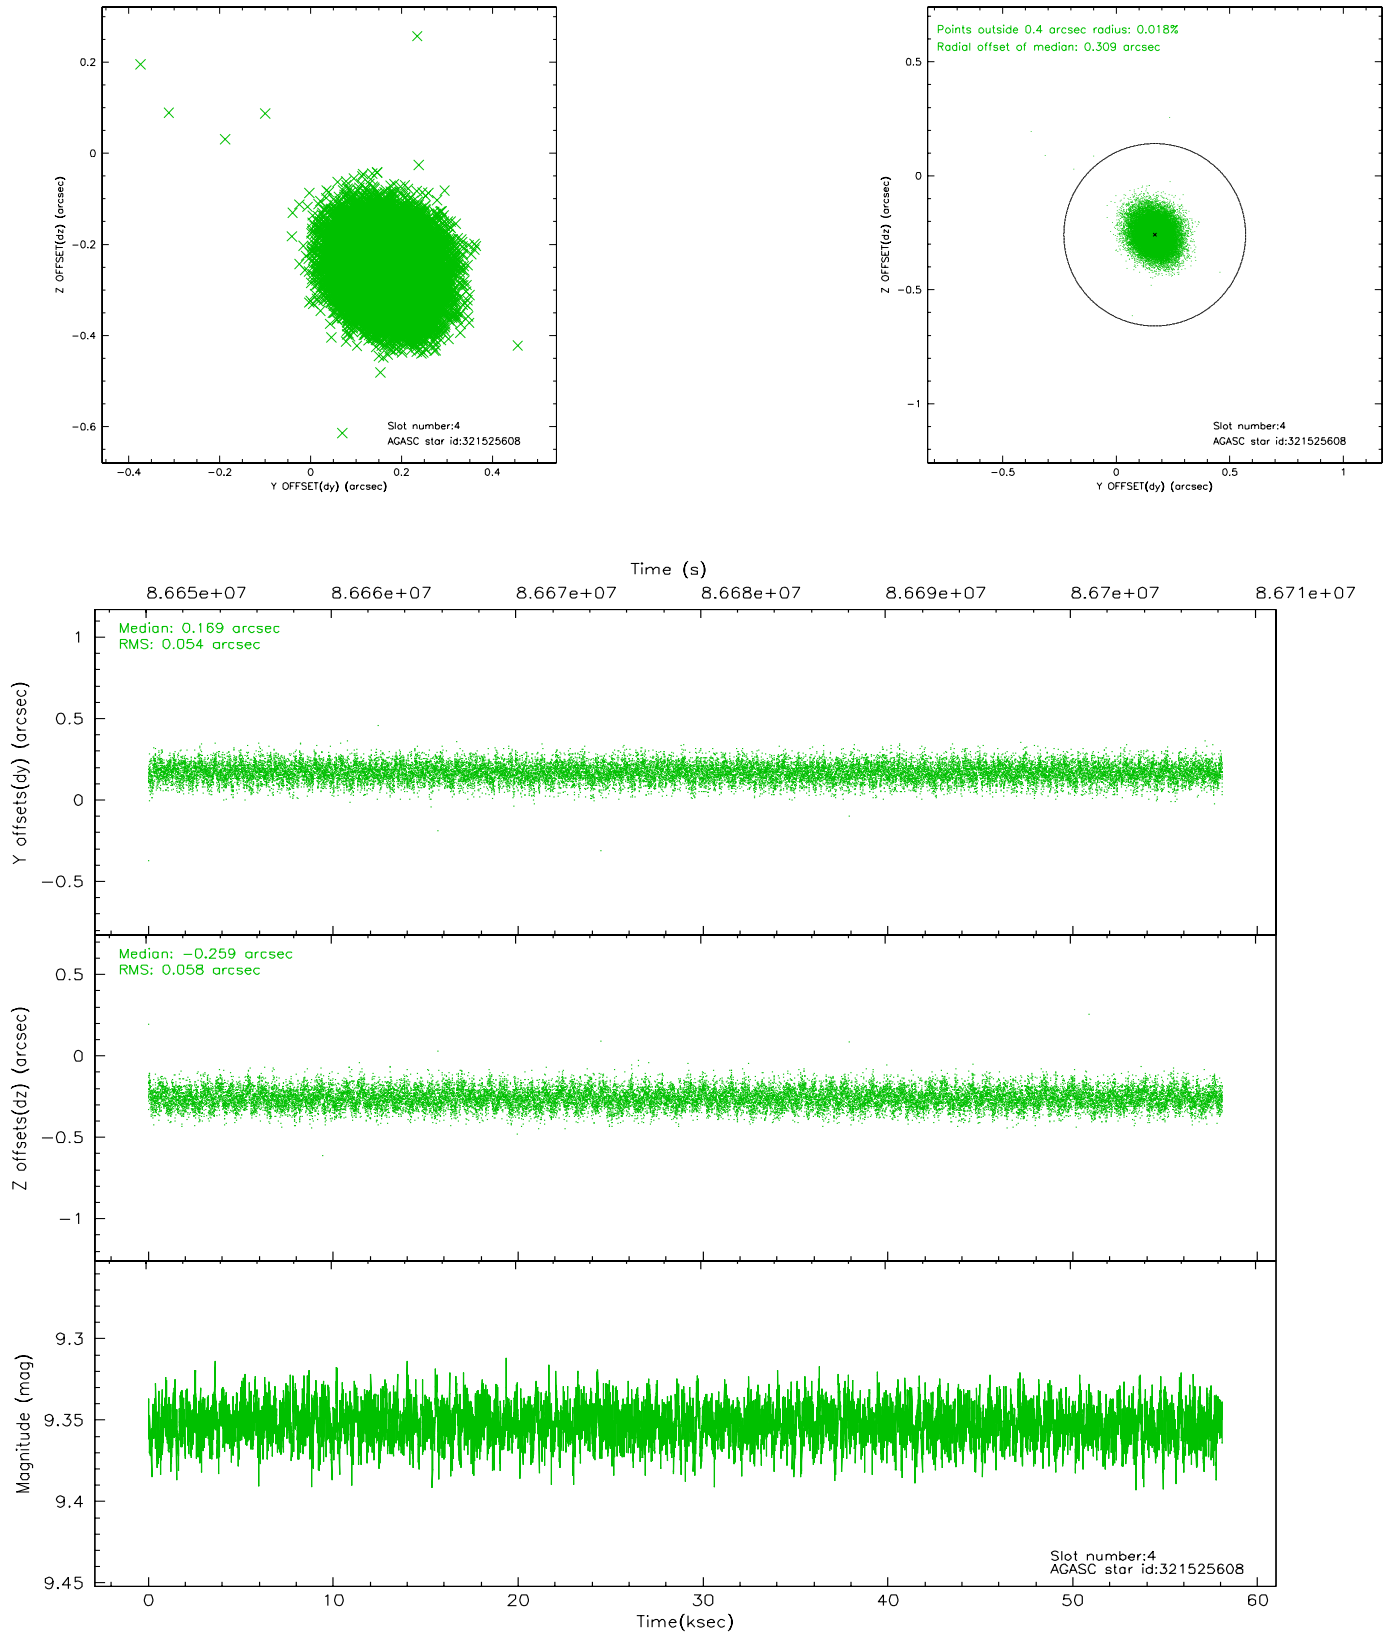 0.2
0
−0.2
−0.4
−0.6
Z OFFSET(dz) (arcsec)
Slot number:4
AGASC star id:321525608
−0.4
−0.2
0
0.2
0.4
Y OFFSET(dy) (arcsec)
Points outside 0.4 arcsec radius: 0.018%
Radial offset of median: 0.309 arcsec
0.5
0
−0.5
−1
Z OFFSET(dz) (arcsec)
Slot number:4
AGASC star id:321525608
−0.5
0
0.5
1
Y OFFSET(dy) (arcsec)
Time (s)
8.665e+07
8.666e+07
8.667e+07
8.668e+07
8.669e+07
8.67e+07
8.671e+07
Median: 0.169 arcsec
RMS: 0.054 arcsec
1
0.5
0
−0.5
Y offsets(dy) (arcsec)
Median: −0.259 arcsec
RMS: 0.058 arcsec
0.5
0
−0.5
−1
Z offsets(dz) (arcsec)
9.3
9.35
9.4
9.45
Magnitude (mag)
Slot number:4
AGASC star id:321525608
0
10
20
30
40
50
60
Time(ksec)